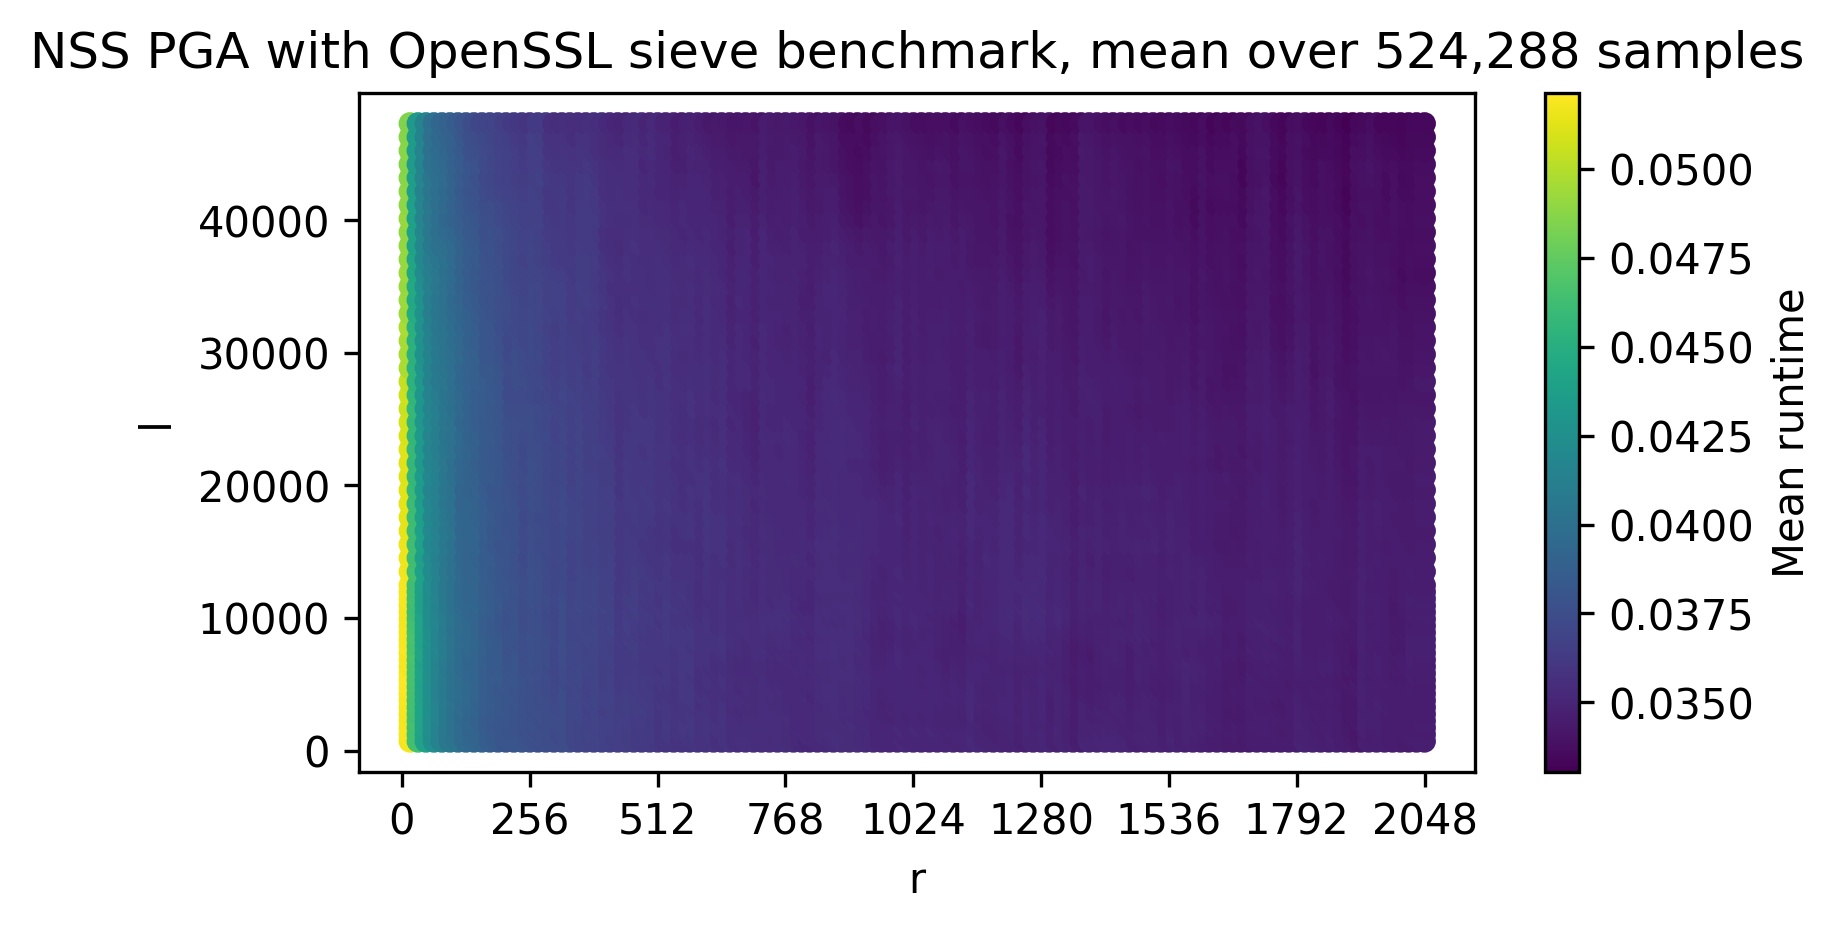 NSS PGA with OpenSSL sieve benchmark, mean over 524,288 samples
40000
30000
20000
10000
0
l
0 256 512 768 1024 1280 1536 1792 2048
r
0.0500
0.0475
0.0450
0.0425
0.0400
0.0375
0.0350
Mean runtime